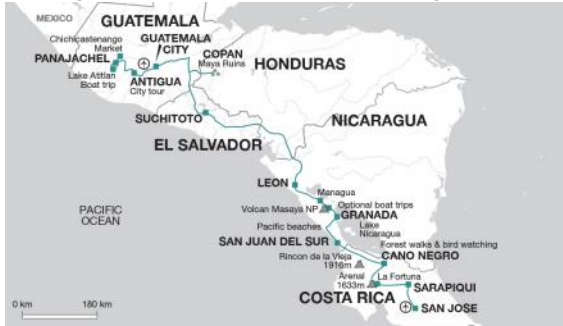 MEXICO
GUATEMALA
Chichicastenango
Market
GUATEMALA
CITY
COPAN
Maya Ruins
PANAJACHEL
HONDURAS
Lake Atitlan
Boat trip
ANTIGUA
City tour
SUCHITOTO
NICARAGUA
EL SALVADOR
LEON
Managua
Optional boat trips
Volcan Masaya NP
GRANADA
PACIFIC
OCEAN
Pacific beaches
Lake
Nicaragua
SAN JUAN DEL SUR
Forest walks & bird watching
CANO NEGRO
Rincon de la Vieja
1916m
Arenal
1633m
La Fortuna
COSTA RICA
SARAPIQUI
SAN JOSE
0 km
180 km